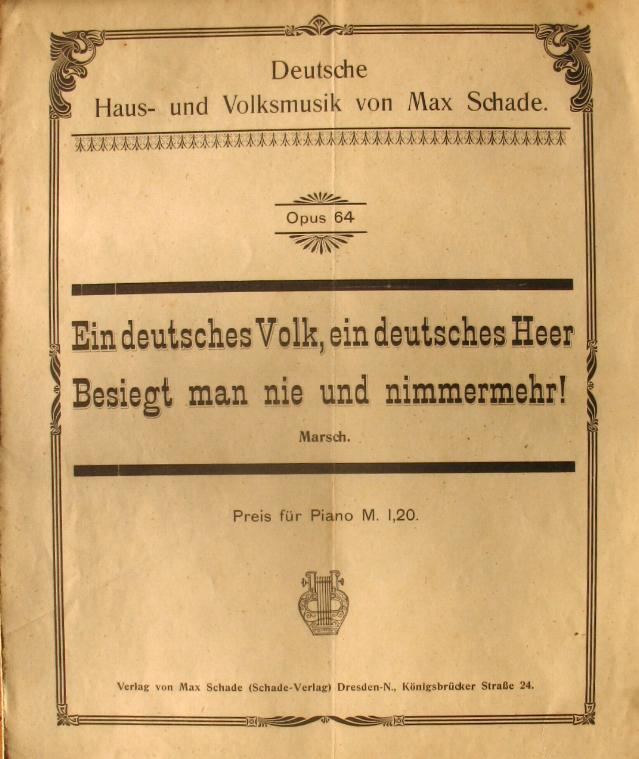 Deutsche
Haus- und Volksmusik von Max Schade.
Opus 64
Ein deutsches Volk, ein deutsches Heer
Besiegt man nie und nimmermehr!
Marsch.
Preis für Piano M. 1,20.
Verlag von Max Schade (Schade-Verlag) Dresden-N., Königsbrücker Straße 24.